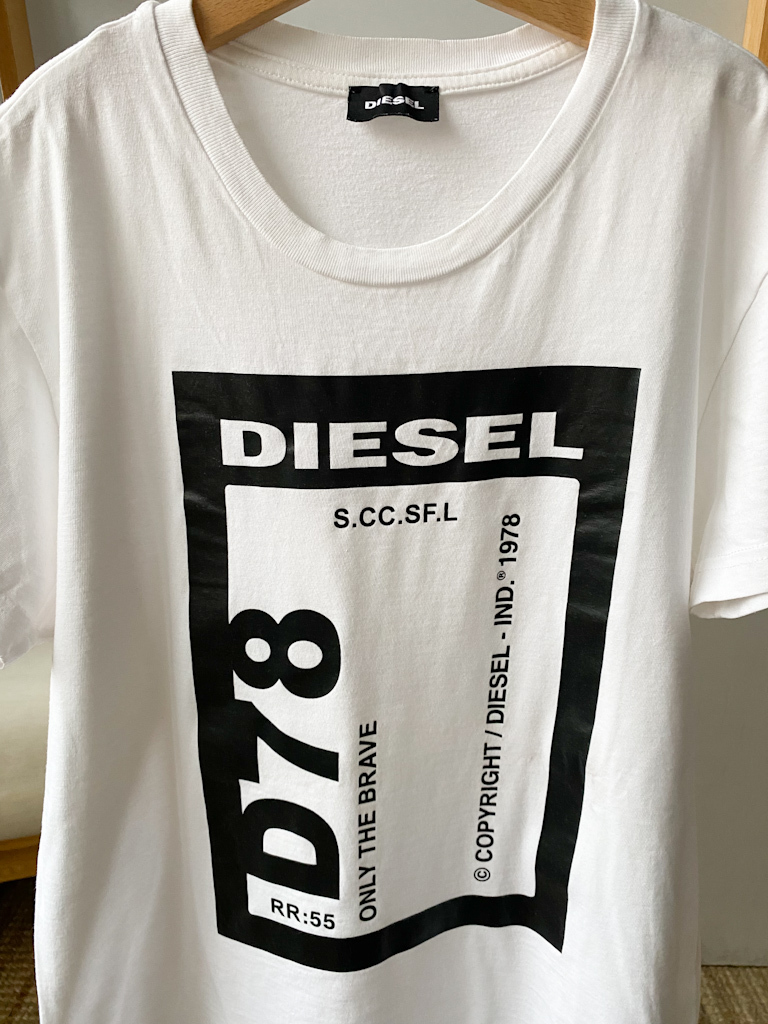 DIESEL
DIESEL
S.CC.SF.L
D78
ONLY THE BRAVE
© COPYRIGHT / DIESEL - IND.® 1978
RR:55